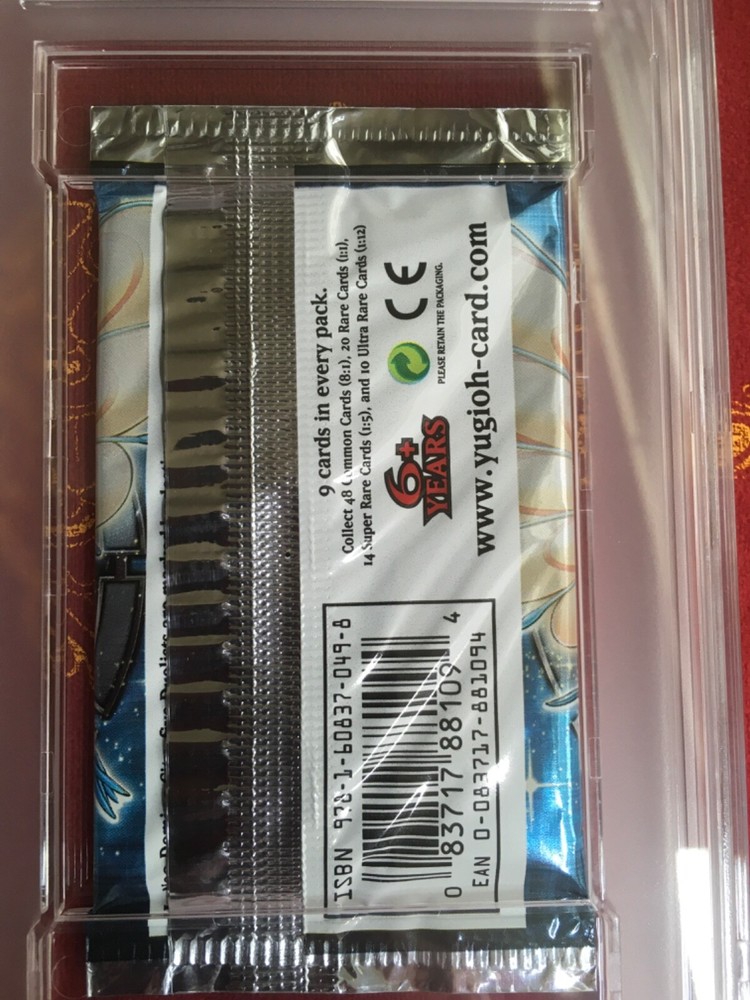 9 cards in every pack.
Collect 48 Common Cards (8:1), 20 Rare Cards (1:1),
14 Super Rare Cards (1:5), and 10 Ultra Rare Cards (1:12)
6+
YEARS
CE
PLEASE RETAIN THE PACKAGING.
www.yugioh-card.com
ISBN 978-1-60837-049-8
0 83717 88109 4
EAN 0-083717-881094